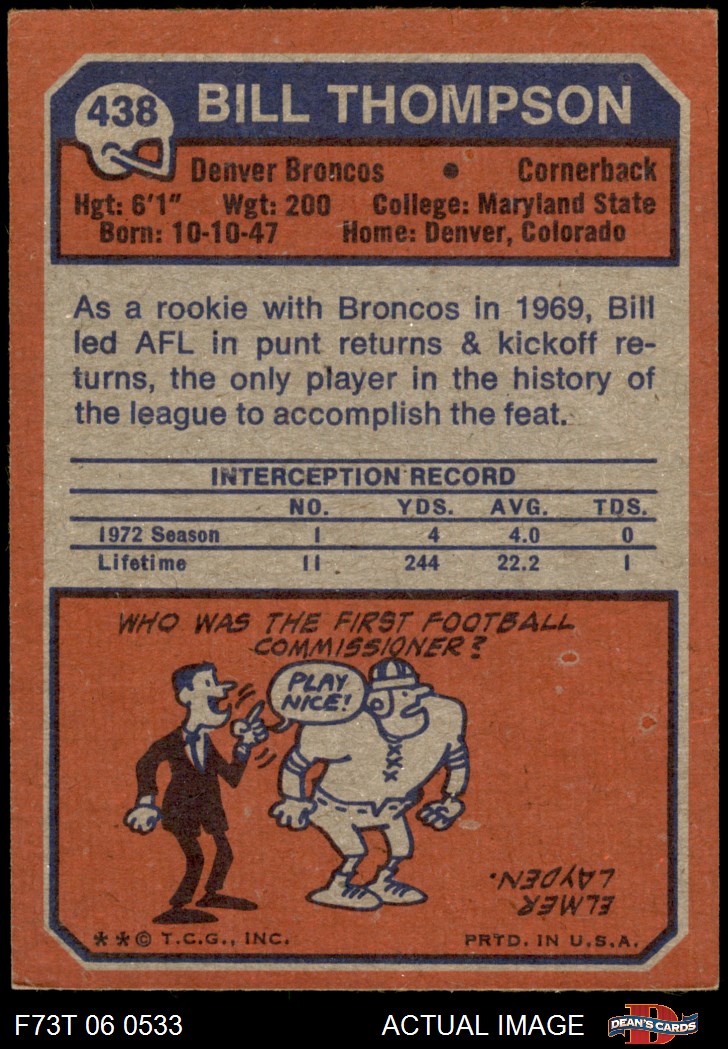 438
BILL THOMPSON
Denver Broncos • Cornerback
Hgt: 6'1" Wgt: 200 College: Maryland State
Born: 10-10-47 Home: Denver, Colorado
As a rookie with Broncos in 1969, Bill
led AFL in punt returns & kickoff re-
turns, the only player in the history of
the league to accomplish the feat.
INTERCEPTION RECORD
NO. YDS. AVG. TDS.
1972 Season 1 4 4.0 0
Lifetime 11 244 22.2 1
WHO WAS THE FIRST FOOTBALL
COMMISSIONER?
PLAY
NICE!
ELMER
LAYDEN.
**© T.C.G., INC. PRTD. IN U.S.A.
F73T 06 0533 ACTUAL IMAGE
D
DEAN'S CARDS